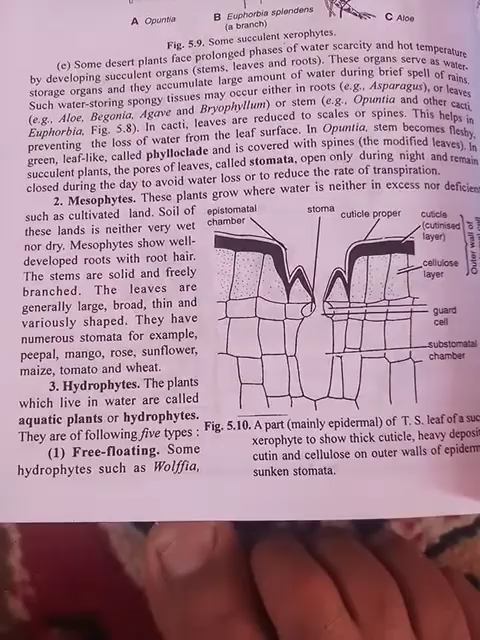 A Opuntia
B Euphorbia splendens
(a branch)
C Aloe
Fig. 5.9. Some succulent xerophytes.
(c) Some desert plants face prolonged phases of water scarcity and hot temperature
by developing succulent organs (stems, leaves and roots). These organs serve as water-
storage organs and they accumulate large amount of water during brief spell of rains.
Such water-storing spongy tissues may occur either in roots (e.g., Asparagus), or leaves
(e.g., Aloe, Begonia, Agave and Bryophyllum) or stem (e.g., Opuntia and other cacti,
Euphorbia, Fig. 5.8). In cacti, leaves are reduced to scales or spines. This helps in
preventing the loss of water from the leaf surface. In Opuntia, stem becomes fleshy,
green, leaf-like, called phylloclade and is covered with spines (the modified leaves). In
succulent plants, the pores of leaves, called stomata, open only during night and remain
closed during the day to avoid water loss or to reduce the rate of transpiration.
2. Mesophytes. These plants grow where water is neither in excess nor deficient
such as cultivated land. Soil of
these lands is neither very wet
nor dry. Mesophytes show well-
developed roots with root hair.
The stems are solid and freely
branched. The leaves are
generally large, broad, thin and
variously shaped. They have
numerous stomata for example,
peepal, mango, rose, sunflower,
maize, tomato and wheat.
3. Hydrophytes. The plants
which live in water are called
aquatic plants or hydrophytes.
They are of following five types :
(1) Free-floating. Some
hydrophytes such as Wolffia,
epistomatal
chamber
stoma
cuticle proper
cuticle
(cutinised
layer)
Outer wall of
cellulose
layer
guard
cell
substomatal
chamber
Fig. 5.10. A part (mainly epidermal) of T. S. leaf of a suc
xerophyte to show thick cuticle, heavy deposit
cutin and cellulose on outer walls of epiderm
sunken stomata.